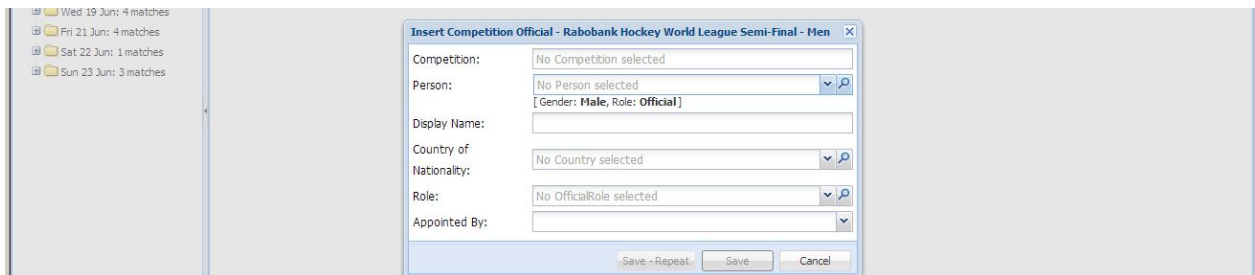 Wed 19 Jun: 4 matches
Fri 21 Jun: 4 matches
Sat 22 Jun: 1 matches
Sun 23 Jun: 3 matches
Insert Competition Official - Rabobank Hockey World League Semi-Final - Men
Competition: No Competition selected
Person: No Person selected
[ Gender: Male, Role: Official ]
Display Name:
Country of
Nationality:
No Country selected
Role: No OfficialRole selected
Appointed By:
Save - Repeat Save Cancel